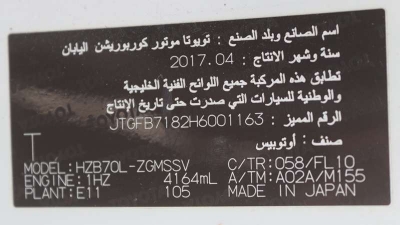 اسم الصانع وبلد الصنع : تويوتا موتور كوربوريشن اليابان
سنة وشهر الانتاج : 2017.04
تطابق هذه المركبة جميع اللوائح الفنية الخليجية
والوطنية للسيارات التي صدرت حتى تاريخ الإنتاج
الرقم المميز : JTGFB7182H6001163
صنف: أوتوبيس
MODEL: HZB70L-ZGMSSV C/TR: 058/FL10
ENGINE: 1HZ 4164mL A/TM: A02A/M155
PLANT: E11 105 MADE IN JAPAN